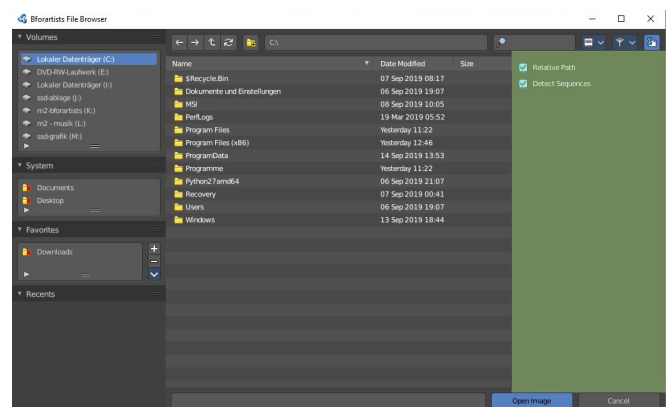 Bforartists File Browser
Volumes
Lokaler Datenträger (C:)
DVD-RW-Laufwerk (E:)
Lokaler Datenträger (I:)
ssd-ablage (J:)
m2-bforartists (K:)
m2 - musik (L:)
ssd-grafik (M:)
System
Documents
Desktop
Favorites
Downloads
Recents
C:\
Name Date Modified Size
$Recycle.Bin 07 Sep 2019 08:17
Dokumente und Einstellungen 06 Sep 2019 19:07
MSI 08 Sep 2019 10:05
PerfLogs 19 Mar 2019 05:52
Program Files Yesterday 11:22
Program Files (x86) Yesterday 12:46
ProgramData 14 Sep 2019 13:53
Programme Yesterday 11:22
Python27amd64 06 Sep 2019 21:07
Recovery 07 Sep 2019 00:41
Users 06 Sep 2019 19:07
Windows 13 Sep 2019 18:44
Relative Path
Detect Sequences
Open Image Cancel